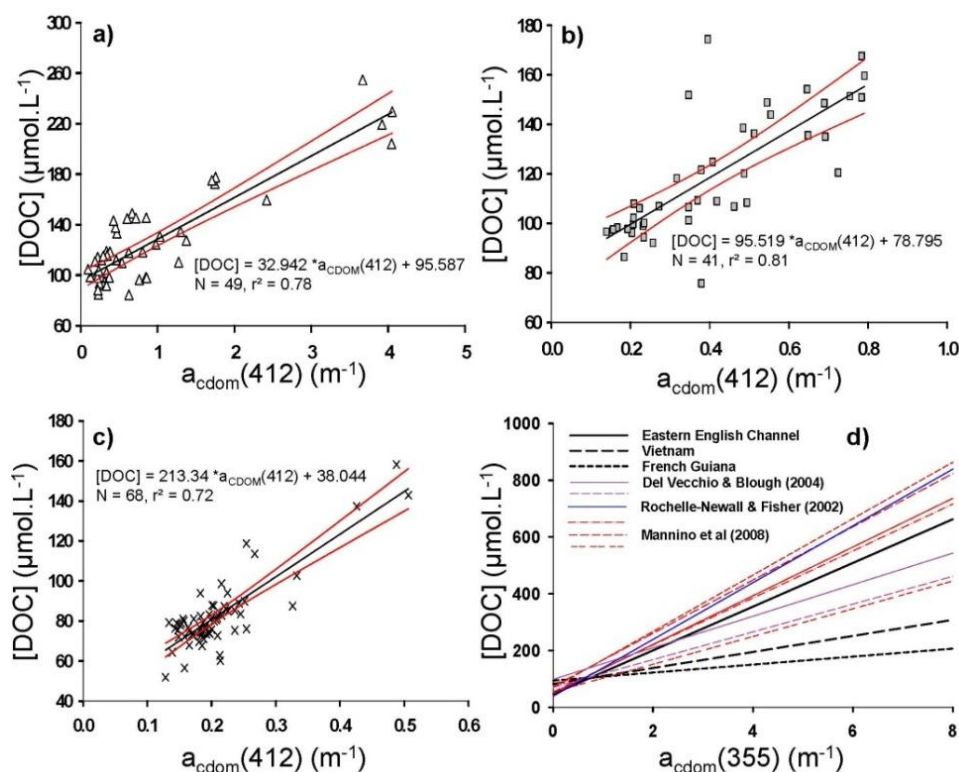 a)
[DOC] (µmol.L-1)
300
260
220
180
140
100
60
[DOC] = 32.942 *aCDOM(412) + 95.587
N = 49, r² = 0.78
0 1 2 3 4 5
acdom(412) (m-1)
b)
[DOC] (µmol.L-1)
180
160
140
120
100
80
60
[DOC] = 95.519 *aCDOM(412) + 78.795
N = 41, r² = 0.81
0.0 0.2 0.4 0.6 0.8 1.0
acdom(412) (m-1)
c)
[DOC] (µmol.L-1)
180
160
140
120
100
80
60
40
[DOC] = 213.34 *aCDOM(412) + 38.044
N = 68, r² = 0.72
0.0 0.1 0.2 0.3 0.4 0.5 0.6
acdom(412) (m-1)
d)
[DOC] (µmol.L-1)
1000
800
600
400
200
0
Eastern English Channel
Vietnam
French Guiana
Del Vecchio & Blough (2004)
Rochelle-Newall & Fisher (2002)
Mannino et al (2008)
0 2 4 6 8
acdom(355) (m-1)